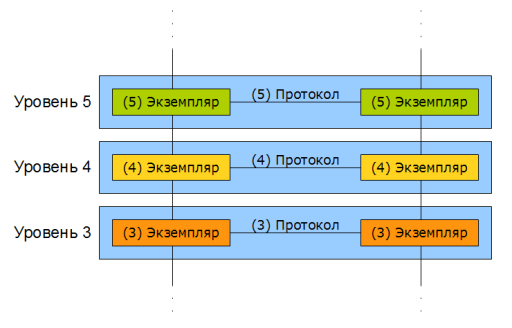 Уровень 5 (5) Экземпляр (5) Протокол (5) Экземпляр
Уровень 4 (4) Экземпляр (4) Протокол (4) Экземпляр
Уровень 3 (3) Экземпляр (3) Протокол (3) Экземпляр